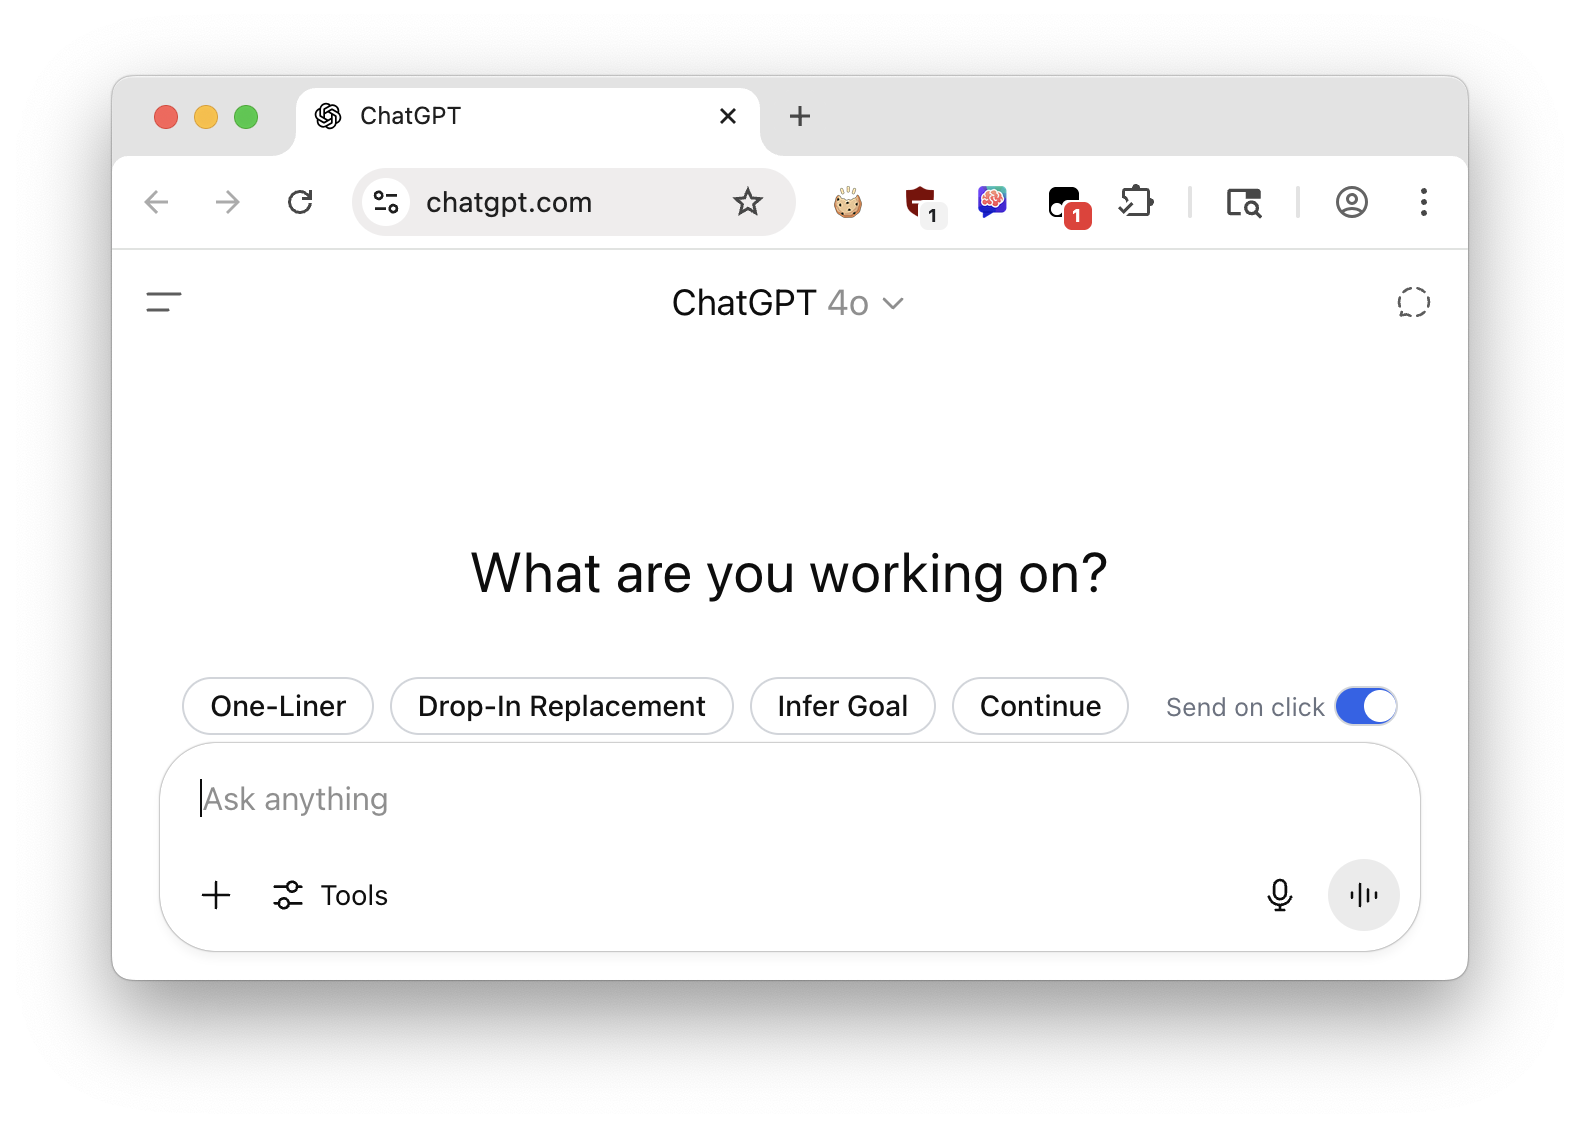 ChatGPT
chatgpt.com
1
1
ChatGPT 4o
What are you working on?
One-Liner Drop-In Replacement Infer Goal Continue Send on click
Ask anything
Tools